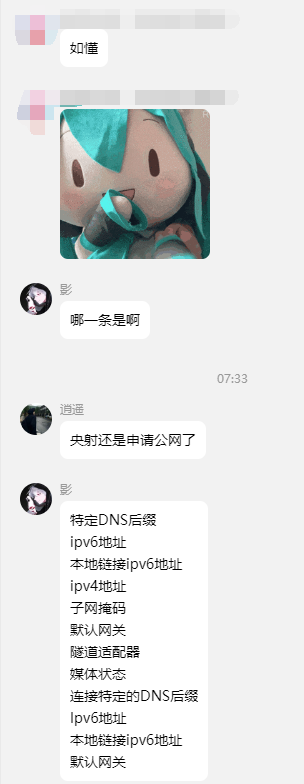 如懂
影
哪一条是啊
07:33
逍遥
央射还是申请公网了
影
特定DNS后缀
ipv6地址
本地链接ipv6地址
ipv4地址
子网掩码
默认网关
隧道适配器
媒体状态
连接特定的DNS后缀
Ipv6地址
本地链接ipv6地址
默认网关